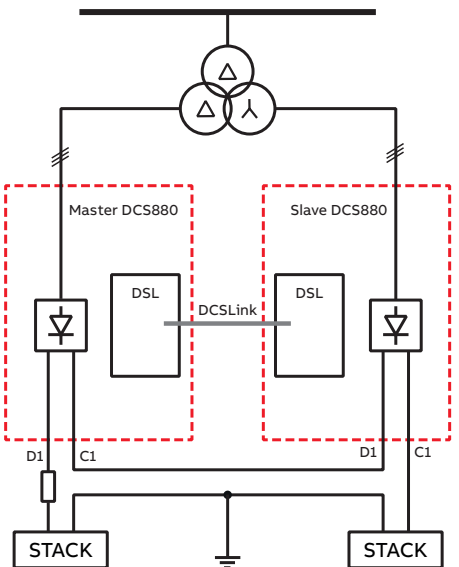 Master DCS880
Slave DCS880
DSL
DCSLink
DSL
D1
C1
D1
C1
STACK
STACK